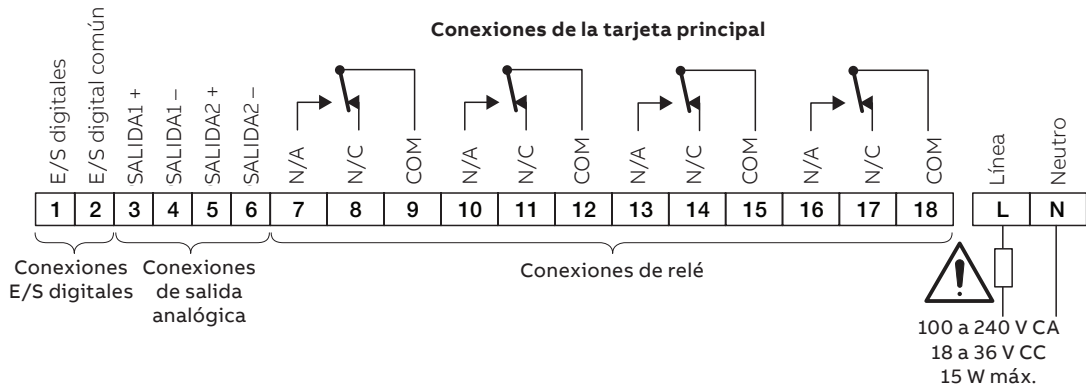 Conexiones de la tarjeta principal
E/S digitales
E/S digital común
SALIDA1 +
SALIDA1 –
SALIDA2 +
SALIDA2 –
N/A
N/C
COM
N/A
N/C
COM
N/A
N/C
COM
N/A
N/C
COM
Línea
Neutro
1 2 3 4 5 6 7 8 9 10 11 12 13 14 15 16 17 18 L N
Conexiones
E/S digitales
Conexiones
de salida
analógica
Conexiones de relé
100 a 240 V CA
18 a 36 V CC
15 W máx.